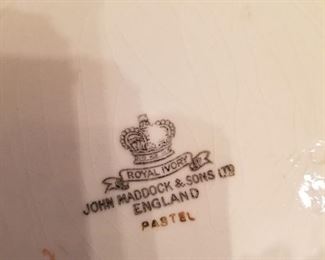 ROYAL IVORY
JOHN MADDOCK & SONS LTD
ENGLAND
PASTEL